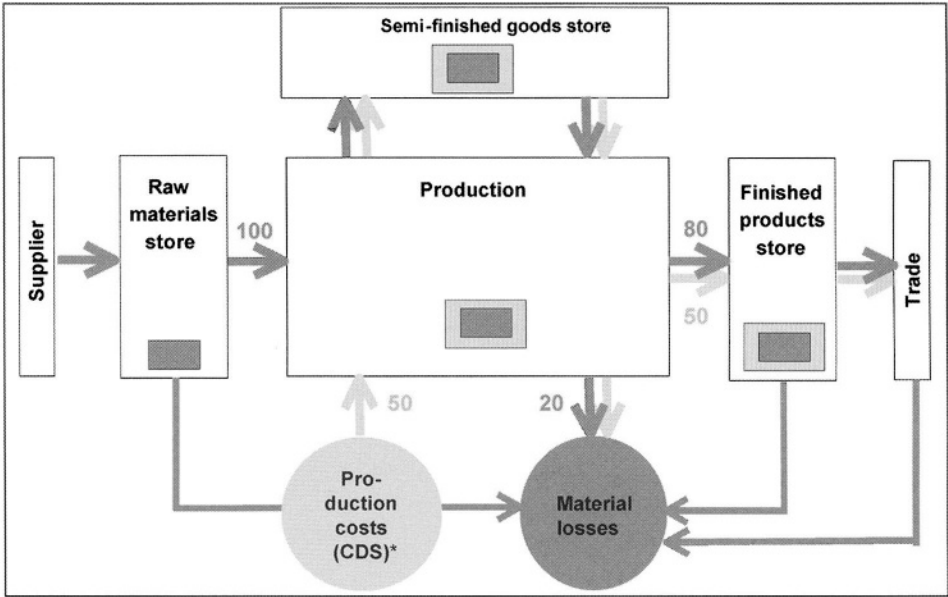 Semi-finished goods store
Supplier
Raw
materials
store
100
Production
80
50
Finished
products
store
Trade
50
20
Pro-
duction
costs
(CDS)*
Material
losses